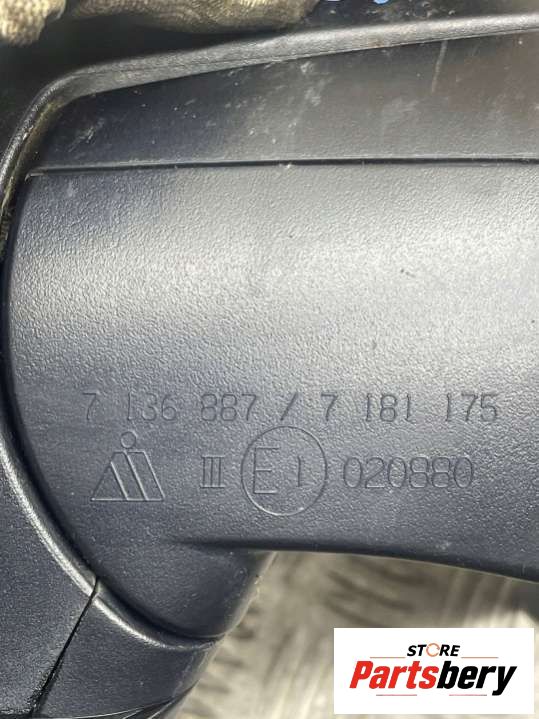 7 136 887 / 7 181 175
III E1 020880
STORE
Partsbery